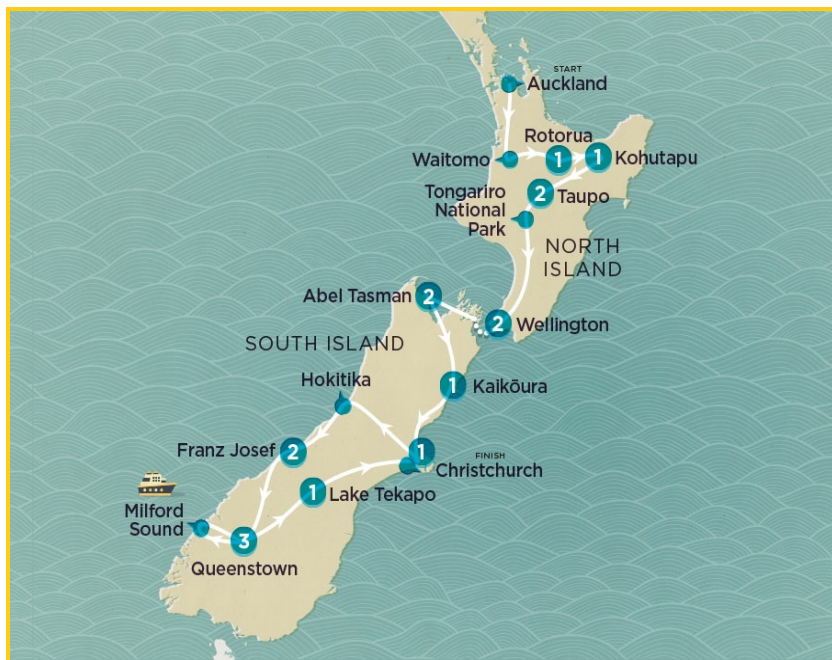 START
Auckland
Rotorua
Waitomo
1
1
Kohutapu
2
Taupo
Tongariro
National
Park
NORTH
ISLAND
Abel Tasman
2
2
Wellington
SOUTH ISLAND
Hokitika
1
Kaikōura
Franz Josef
2
1
FINISH
Christchurch
1
Lake Tekapo
Milford
Sound
3
Queenstown